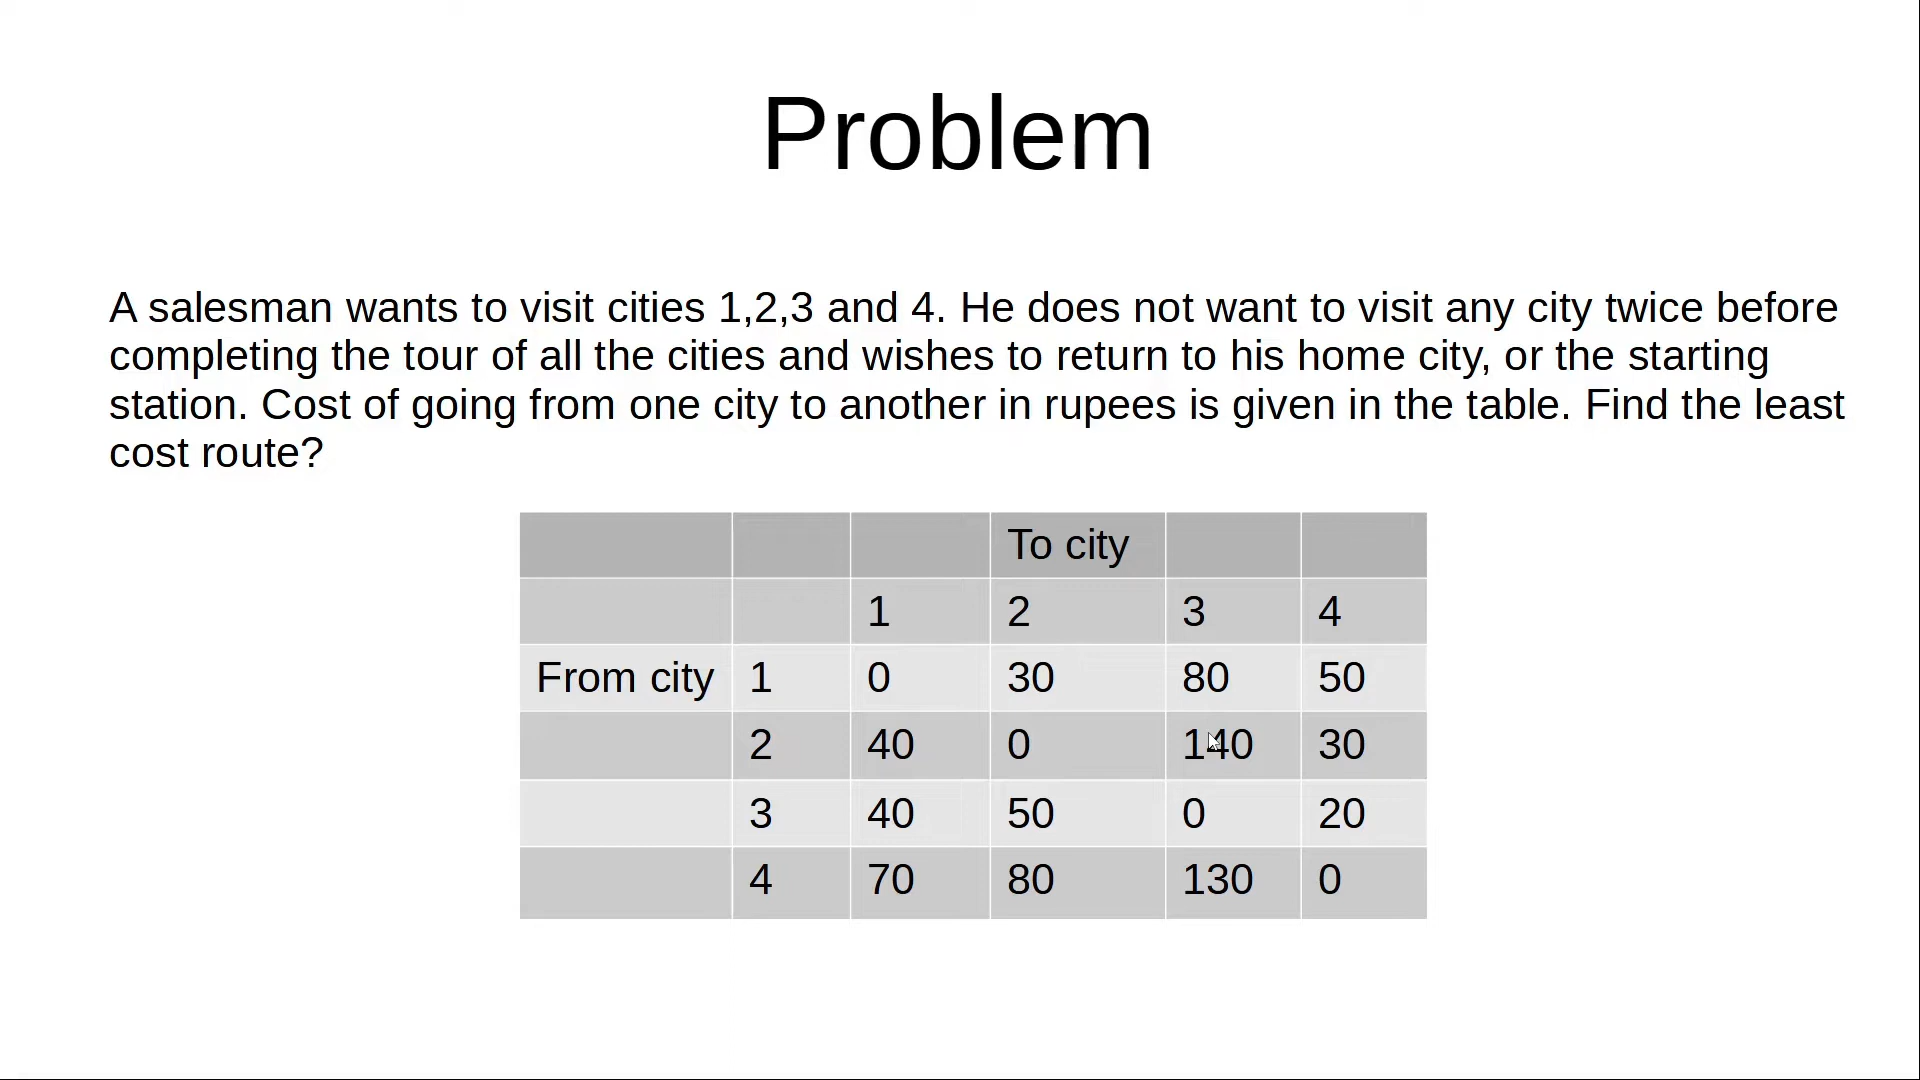 Problem
A salesman wants to visit cities 1,2,3 and 4. He does not want to visit any city twice before
completing the tour of all the cities and wishes to return to his home city, or the starting
station. Cost of going from one city to another in rupees is given in the table. Find the least
cost route?
To city
1 2 3 4
From city 1 0 30 80 50
2 40 0 140 30
3 40 50 0 20
4 70 80 130 0